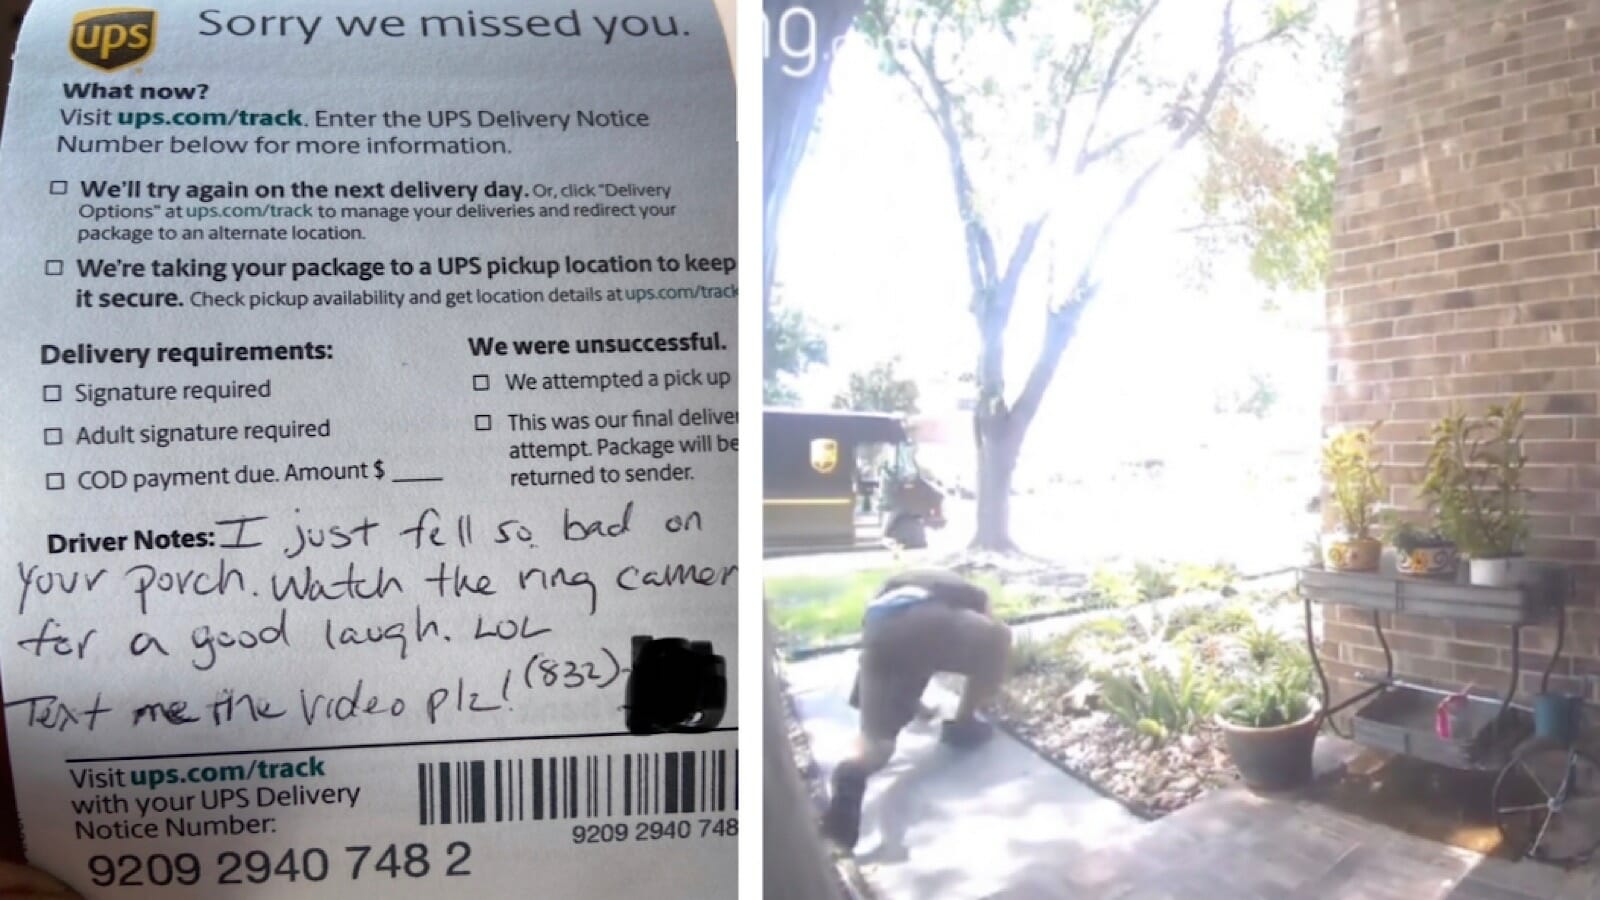 ups
Sorry we missed you.
What now?
Visit ups.com/track. Enter the UPS Delivery Notice
Number below for more information.
We'll try again on the next delivery day. Or, click "Delivery
Options" at ups.com/track to manage your deliveries and redirect your
package to an alternate location.
We're taking your package to a UPS pickup location to keep
it secure. Check pickup availability and get location details at ups.com/track
Delivery requirements:
Signature required
Adult signature required
COD payment due. Amount $ ____
We were unsuccessful.
We attempted a pick up
This was our final deliver
attempt. Package will be
returned to sender.
Driver Notes: I just fell so bad on
your porch. Watch the ring camer
for a good laugh. LOL
Text me the video plz! (832)-
Visit ups.com/track
with your UPS Delivery
Notice Number:
9209 2940 748 2
9209 2940 748
ng